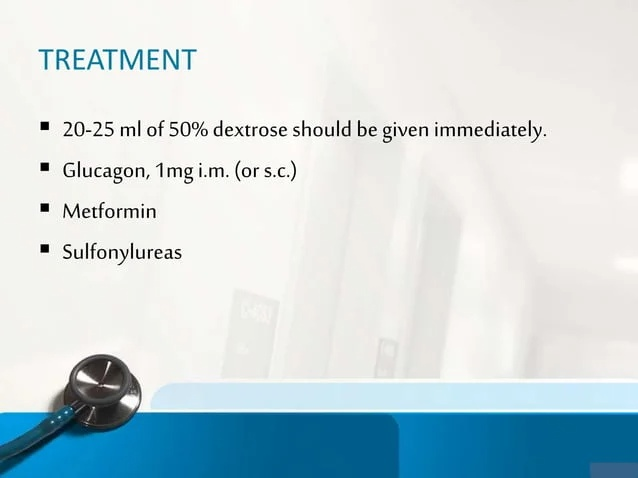 TREATMENT
▪ 20-25 ml of 50% dextrose should be given immediately.
▪ Glucagon, 1mg i.m. (or s.c.)
▪ Metformin
▪ Sulfonylureas